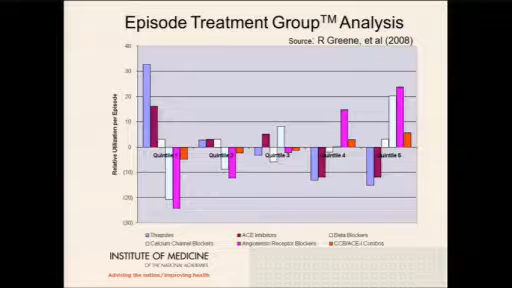 Episode Treatment Group™ Analysis
Source: R Greene, et al (2008)
40
30
20
10
0
(10)
(20)
(30)
Relative Utilization per Episode
Quintile 1
Quintile 2
Quintile 3
Quintile 4
Quintile 5
Thiazides
ACE Inhibitors
Beta Blockers
Calcium Channel Blockers
Angiotensin Receptor Blockers
CCB/ACE-I Combos
INSTITUTE OF MEDICINE
OF THE NATIONAL ACADEMIES
Advising the nation/Improving health